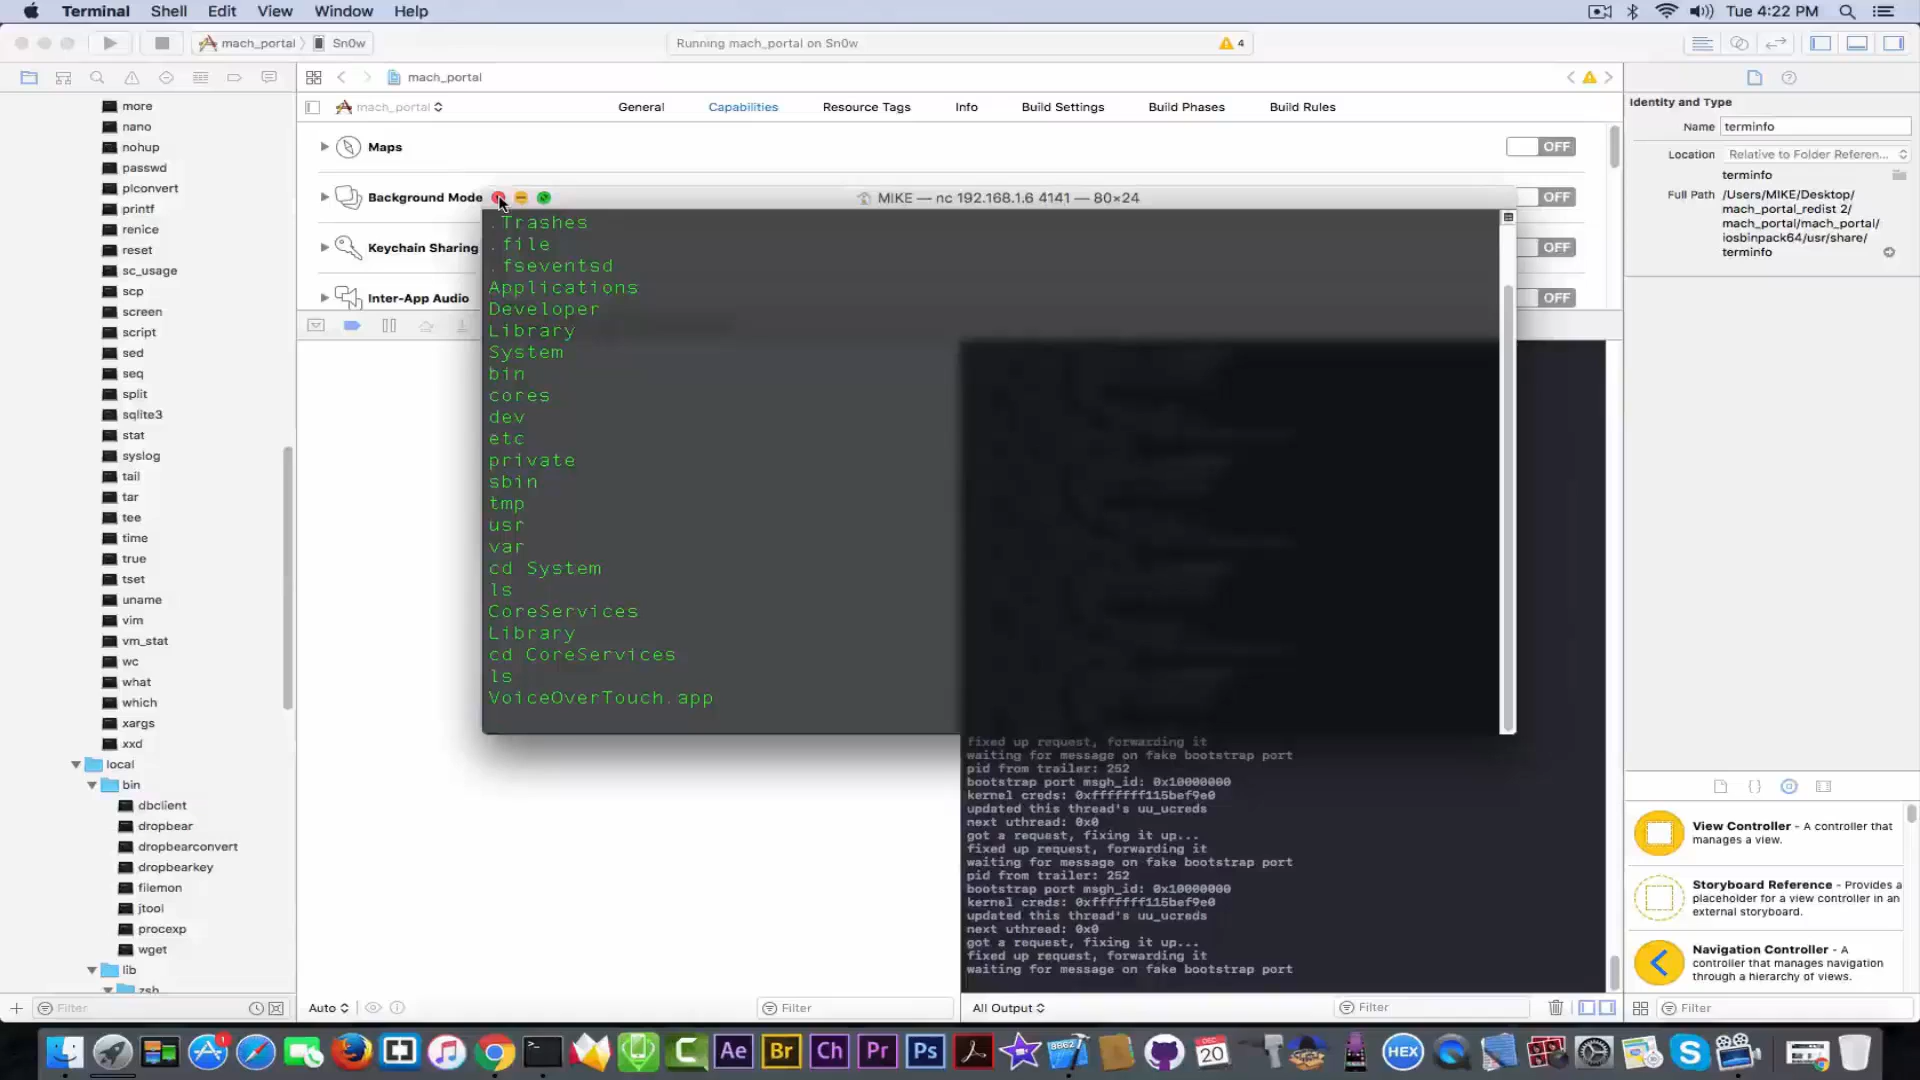 Terminal Shell Edit View Window Help
Tue 4:22 PM
mach_portal Sn0w
Running mach_portal on Sn0w
4
more
nano
nohup
passwd
plconvert
printf
renice
reset
sc_usage
scp
screen
script
sed
seq
split
sqlite3
stat
syslog
tail
tar
tee
time
true
tset
uname
vim
vm_stat
wc
what
which
xargs
xxd
local
bin
dbclient
dropbear
dropbearconvert
dropbearkey
filemon
jtool
procexp
wget
lib
zsh
Filter
mach_portal
mach_portal
General Capabilities Resource Tags Info Build Settings Build Phases Build Rules
Maps OFF
Background Mode OFF
Keychain Sharing OFF
Inter-App Audio OFF
MIKE — nc 192.168.1.6 4141 — 80×24
.Trashes
.file
.fseventsd
Applications
Developer
Library
System
bin
cores
dev
etc
private
sbin
tmp
usr
var
cd System
ls
CoreServices
Library
cd CoreServices
ls
VoiceOverTouch.app
fixed up request, forwarding it
waiting for message on fake bootstrap port
pid from trailer: 252
bootstrap port msgh_id: 0x10000000
kernel creds: 0xfffffff115bef9e0
updated this thread's uu_ucreds
next uthread: 0x0
got a request, fixing it up...
fixed up request, forwarding it
waiting for message on fake bootstrap port
pid from trailer: 252
bootstrap port msgh_id: 0x10000000
kernel creds: 0xfffffff115bef9e0
updated this thread's uu_ucreds
next uthread: 0x0
got a request, fixing it up...
fixed up request, forwarding it
waiting for message on fake bootstrap port
Auto
Filter
All Output
Filter
Identity and Type
Name terminfo
Location Relative to Folder Referen...
terminfo
Full Path /Users/MIKE/Desktop/
mach_portal_redist 2/
mach_portal/mach_portal/
iosbinpack64/usr/share/
terminfo
View Controller - A controller that
manages a view.
Storyboard Reference - Provides a
placeholder for a view controller in an
external storyboard.
Navigation Controller - A
controller that manages navigation
through a hierarchy of views.
Filter
1
Ae
Br
Ch
Pr
Ps
DEC
20
HEX